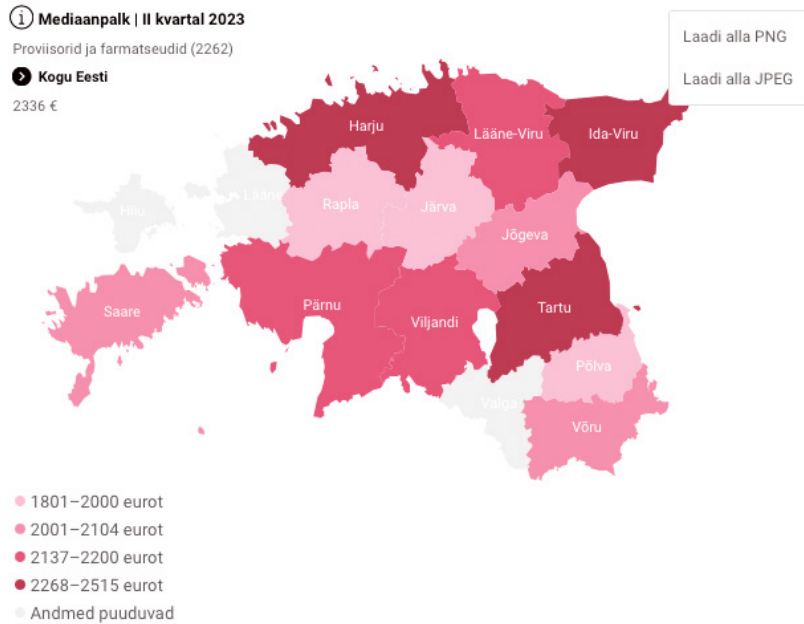 Mediaanpalk | II kvartal 2023
Proviisorid ja farmatseudid (2262)
Kogu Eesti
2336 €
Laadi alla PNG
Laadi alla JPEG
Harju
Lääne-Viru
Ida-Viru
Hiiu
Lääne
Rapla
Järva
Jõgeva
Saare
Pärnu
Viljandi
Tartu
Põlva
Valga
Võru
1801–2000 eurot
2001–2104 eurot
2137–2200 eurot
2268–2515 eurot
Andmed puuduvad